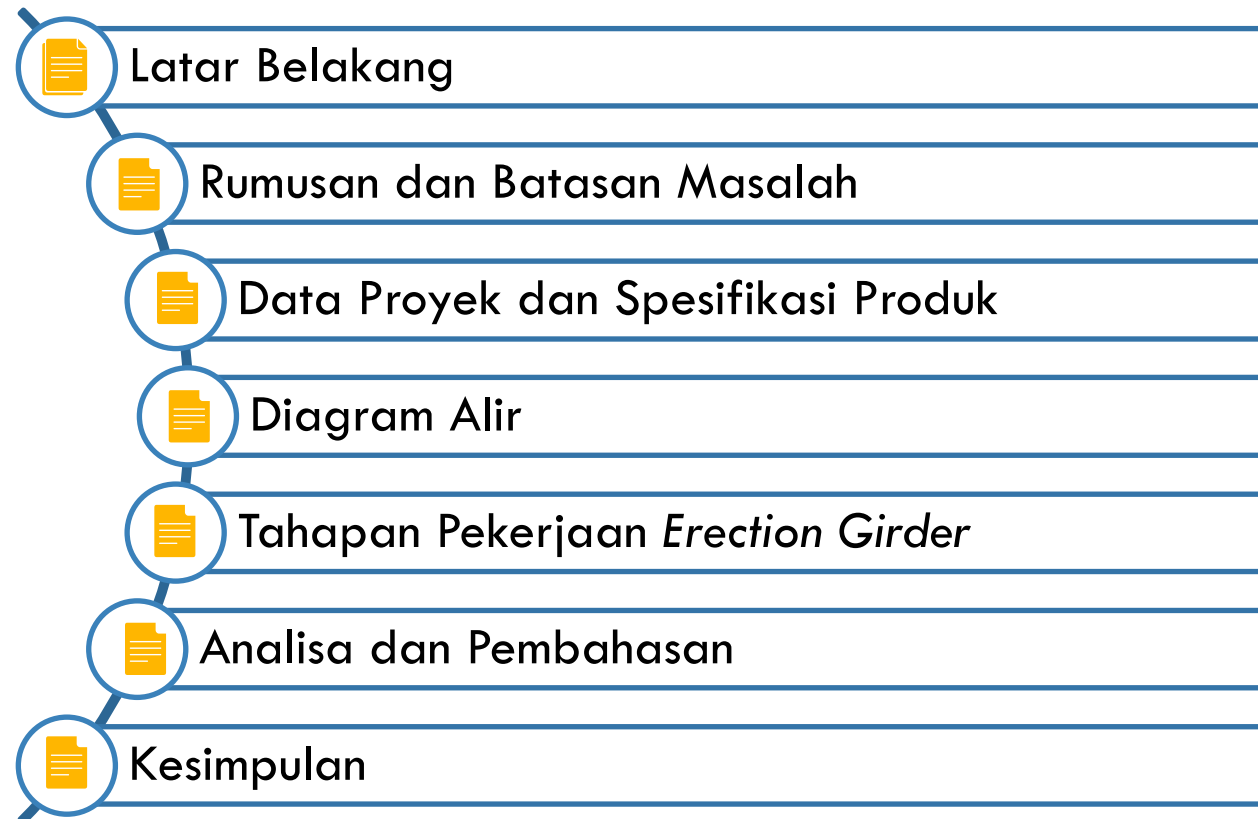 Latar Belakang
Rumusan dan Batasan Masalah
Data Proyek dan Spesifikasi Produk
Diagram Alir
Tahapan Pekerjaan Erection Girder
Analisa dan Pembahasan
Kesimpulan